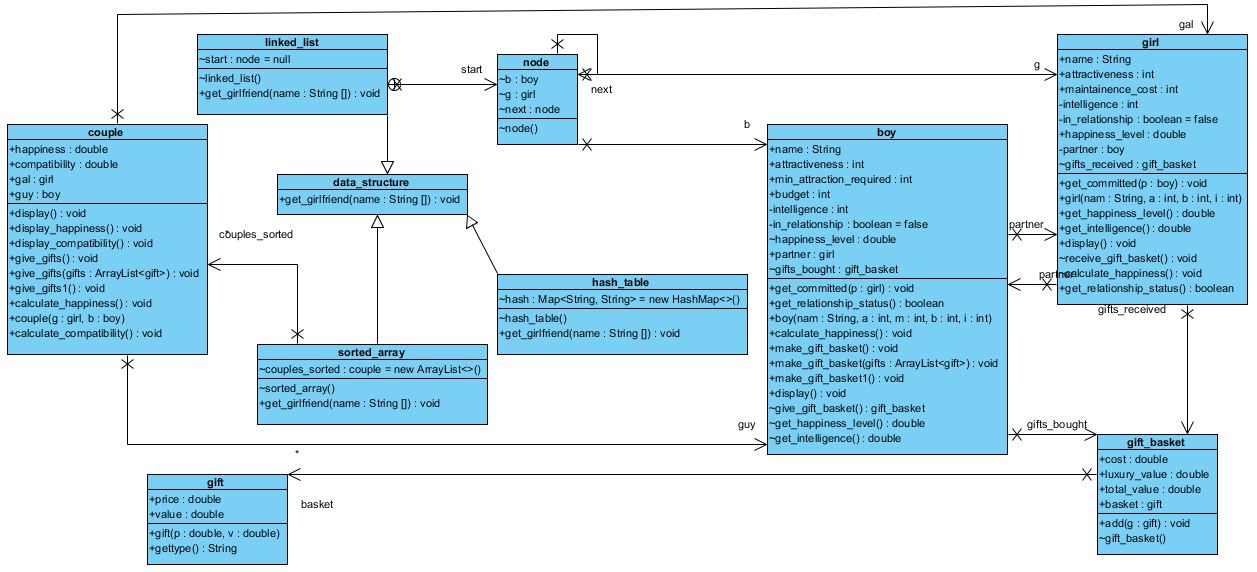 gal
linked_list
~start : node = null
~linked_list()
+get_girlfriend(name : String []) : void
start
node
~b : boy
~g : girl
~next : node
~node()
next
g
b
girl
+name : String
+attractiveness : int
+maintainence_cost : int
-intelligence : int
-in_relationship : boolean = false
+happiness_level : double
-partner : boy
~gifts_received : gift_basket
+get_committed(p : boy) : void
+girl(nam : String, a : int, b : int, i : int)
+get_happiness_level() : double
+get_intelligence() : double
+display() : void
~receive_gift_basket() : void
+calculate_happiness() : void
+get_relationship_status() : boolean
couple
+happiness : double
+compatibility : double
+gal : girl
+guy : boy
+display() : void
+display_happiness() : void
+display_compatibility() : void
+give_gifts() : void
+give_gifts(gifts : ArrayList<gift>) : void
+give_gifts1() : void
+calculate_happiness() : void
+couple(g : girl, b : boy)
+calculate_compatibility() : void
data_structure
+get_girlfriend(name : String []) : void
*
couples_sorted
boy
+name : String
+attractiveness : int
+min_attraction_required : int
+budget : int
-intelligence : int
-in_relationship : boolean = false
~happiness_level : double
+partner : girl
~gifts_bought : gift_basket
+get_committed(p : girl) : void
+get_relationship_status() : boolean
+boy(nam : String, a : int, m : int, b : int, i : int)
+calculate_happiness() : void
+make_gift_basket() : void
+make_gift_basket(gifts : ArrayList<gift>) : void
+make_gift_basket1() : void
+display() : void
~give_gift_basket() : gift_basket
~get_happiness_level() : double
~get_intelligence() : double
partner
partner
hash_table
~hash : Map<String, String> = new HashMap<>()
~hash_table()
+get_girlfriend(name : String []) : void
sorted_array
~couples_sorted : couple = new ArrayList<>()
~sorted_array()
+get_girlfriend(name : String []) : void
gifts_received
guy
gifts_bought
gift_basket
+cost : double
+luxury_value : double
+total_value : double
+basket : gift
+add(g : gift) : void
~gift_basket()
*
basket
gift
+price : double
+value : double
+gift(p : double, v : double)
+gettype() : String